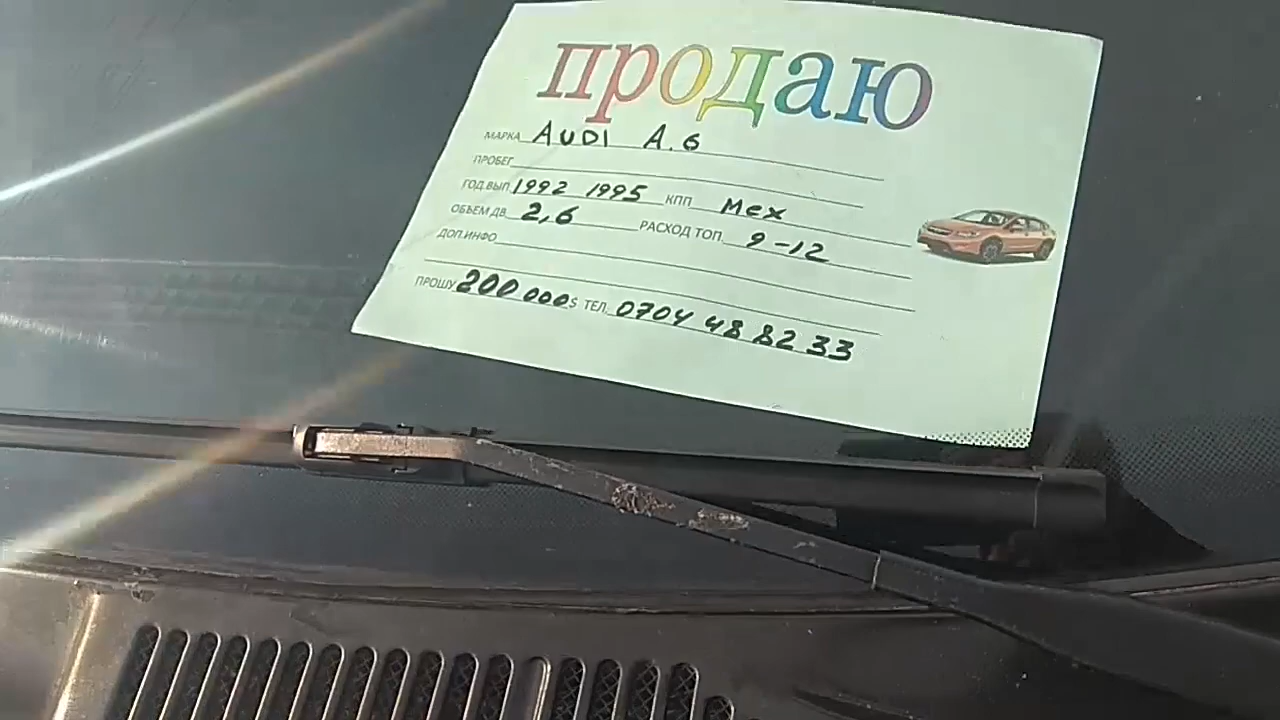 продаю
МАРКА AUDI A.6
ПРОБЕГ
ГОД.ВЫП 1992 1995 КПП Мех
ОБЪЕМ ДВ 2,6 РАСХОД ТОП 9-12
ДОП.ИНФО
ПРОШУ 200 000$ ТЕЛ. 0704 48 82 33